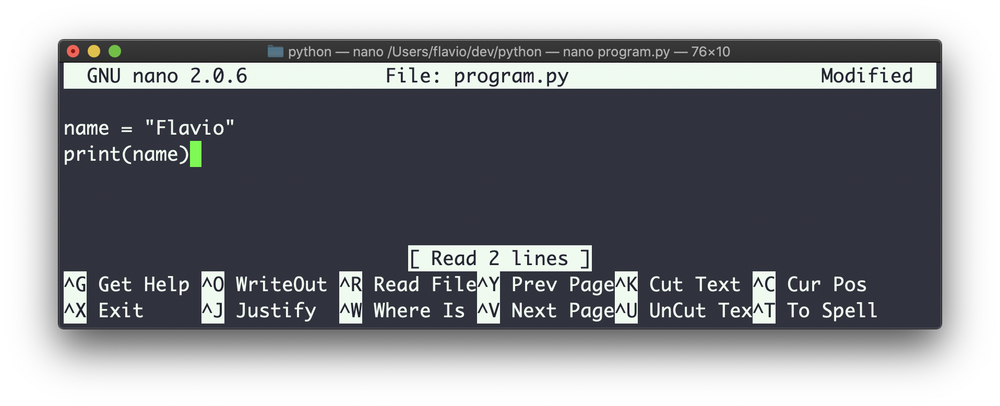 python — nano /Users/flavio/dev/python — nano program.py — 76×10
GNU nano 2.0.6 File: program.py Modified
name = "Flavio"
print(name)
[ Read 2 lines ]
^G Get Help ^O WriteOut ^R Read File^Y Prev Page^K Cut Text ^C Cur Pos
^X Exit ^J Justify ^W Where Is ^V Next Page^U UnCut Tex^T To Spell